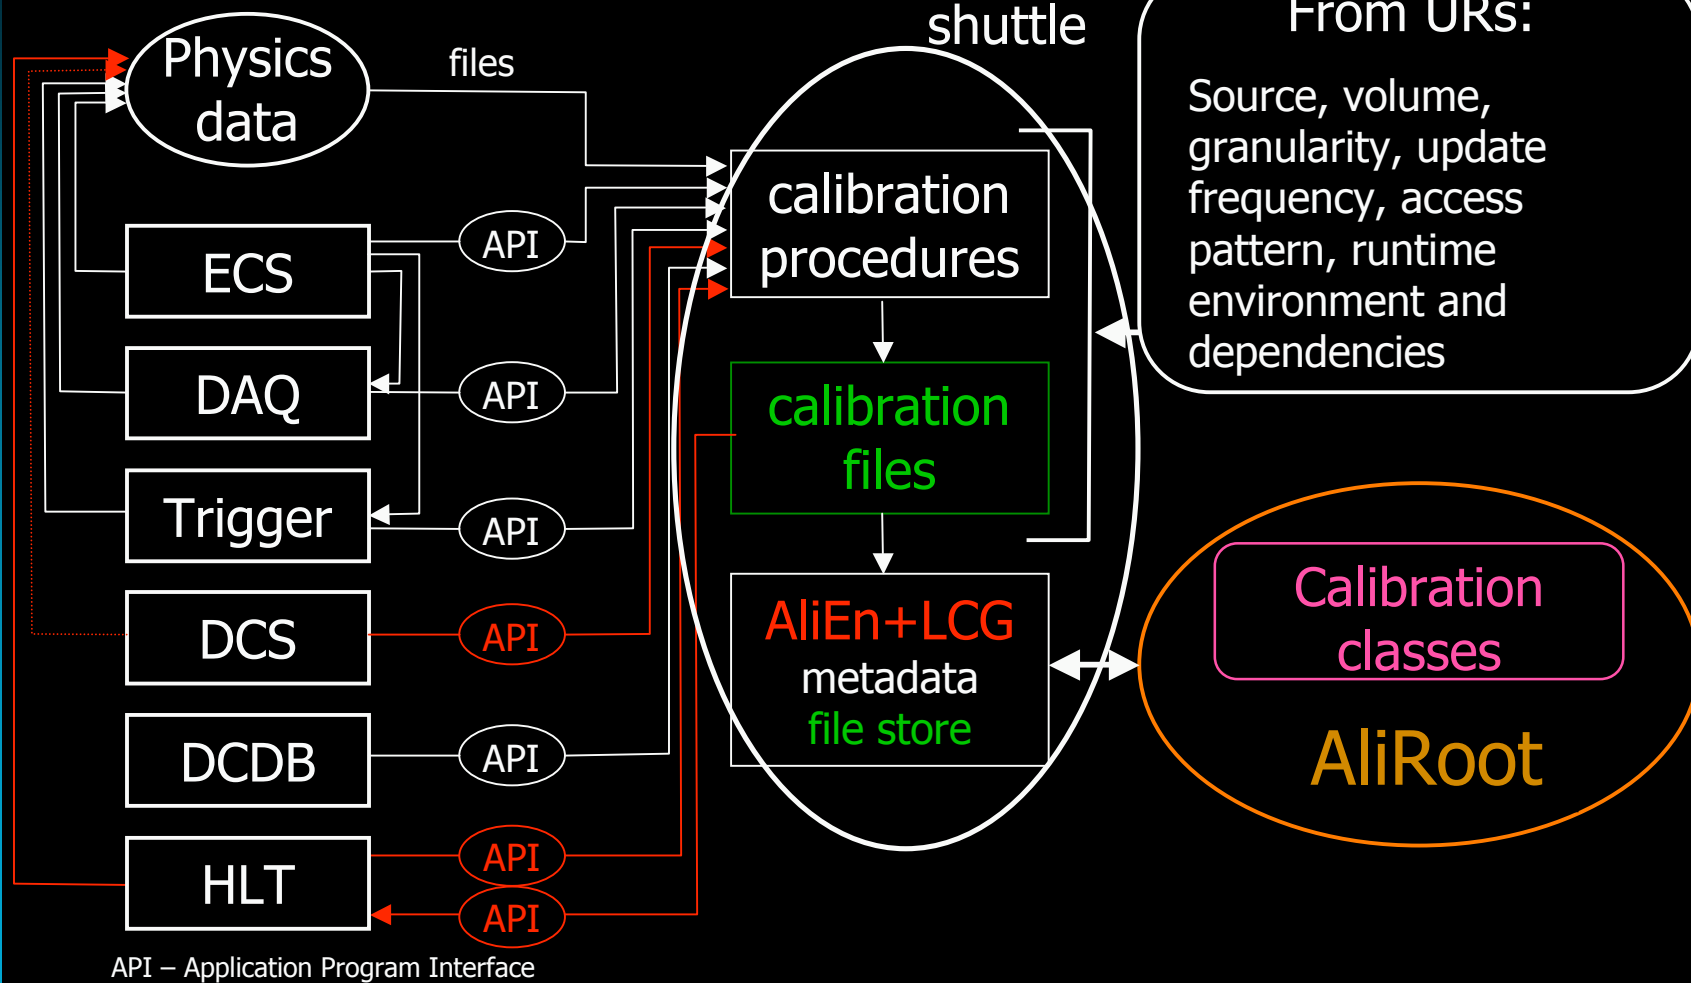 Physics
data
files
ECS
API
DAQ
API
Trigger
API
DCS
API
DCDB
API
HLT
API
API
API – Application Program Interface
shuttle
calibration
procedures
calibration
files
AliEn+LCG
metadata
file store
From URs:
Source, volume,
granularity, update
frequency, access
pattern, runtime
environment and
dependencies
Calibration
classes
AliRoot